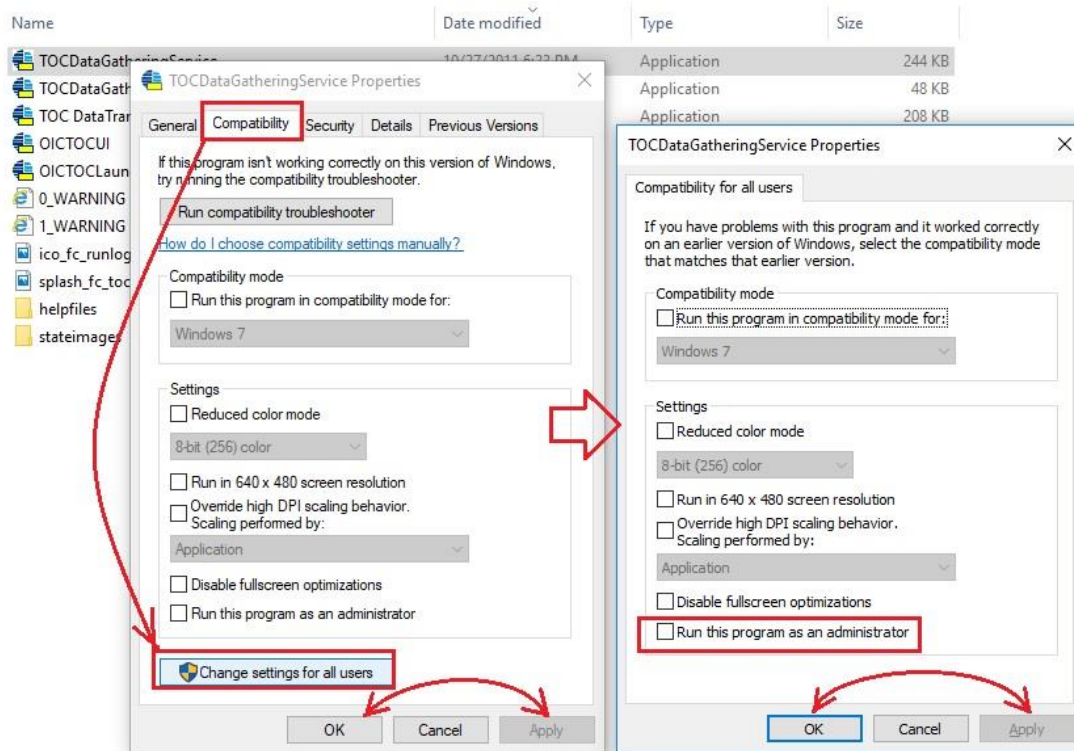 Name Date modified Type Size
TOCDataGatheringService 10/27/2011 6:23 PM Application 244 KB
TOCDataGath Application 48 KB
TOC DataTran Application 208 KB
OICTOCUI
OICTOCLaun
0_WARNING
1_WARNING
ico_fc_runlog
splash_fc_toc
helpfiles
stateimages
TOCDataGatheringService Properties
General Compatibility Security Details Previous Versions
If this program isn't working correctly on this version of Windows,
try running the compatibility troubleshooter.
Run compatibility troubleshooter
How do I choose compatibility settings manually?
Compatibility mode
Run this program in compatibility mode for:
Windows 7
Settings
Reduced color mode
8-bit (256) color
Run in 640 x 480 screen resolution
Override high DPI scaling behavior.
Scaling performed by:
Application
Disable fullscreen optimizations
Run this program as an administrator
Change settings for all users
OK Cancel Apply
TOCDataGatheringService Properties
Compatibility for all users
If you have problems with this program and it worked correctly
on an earlier version of Windows, select the compatibility mode
that matches that earlier version.
Compatibility mode
Run this program in compatibility mode for:
Windows 7
Settings
Reduced color mode
8-bit (256) color
Run in 640 x 480 screen resolution
Override high DPI scaling behavior.
Scaling performed by:
Application
Disable fullscreen optimizations
Run this program as an administrator
OK Cancel Apply